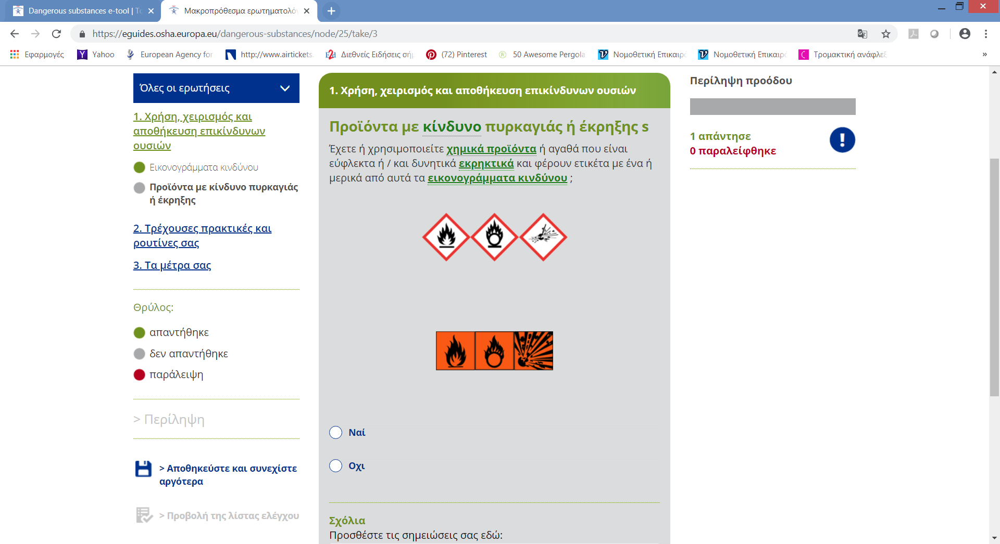 Dangerous substances e-tool | To
Μακροπρόθεσμα ερωτηματολό
https://eguides.osha.europa.eu/dangerous-substances/node/25/take/3
Εφαρμογές
Yahoo
European Agency for
http://www.airtickets.
Διεθνείς Ειδήσεις σήμ
(72) Pinterest
50 Awesome Pergola
Νομοθετική Επικαιρό
Νομοθετική Επικαιρό
Τρομακτική ανάφλεξ
»
Όλες οι ερωτήσεις
1. Χρήση, χειρισμός και
αποθήκευση επικίνδυνων
ουσιών
Εικονογράμματα κινδύνου
Προϊόντα με κίνδυνο πυρκαγιάς
ή έκρηξης
2. Τρέχουσες πρακτικές και
ρουτίνες σας
3. Τα μέτρα σας
Θρύλος:
απαντήθηκε
δεν απαντήθηκε
παράλειψη
> Περίληψη
> Αποθηκεύστε και συνεχίστε
αργότερα
> Προβολή της λίστας ελέγχου
1. Χρήση, χειρισμός και αποθήκευση επικίνδυνων ουσιών
Προϊόντα με κίνδυνο πυρκαγιάς ή έκρηξης s
Έχετε ή χρησιμοποιείτε χημικά προϊόντα ή αγαθά που είναι
εύφλεκτα ή / και δυνητικά εκρηκτικά και φέρουν ετικέτα με ένα ή
μερικά από αυτά τα εικονογράμματα κινδύνου ;
Ναί
Οχι
Σχόλια
Προσθέστε τις σημειώσεις σας εδώ:
Περίληψη προόδου
1 απάντησε
0 παραλείφθηκε